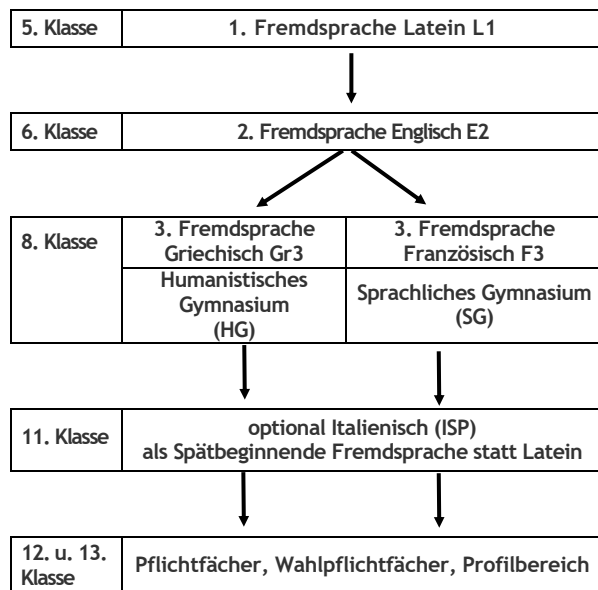 5. Klasse
1. Fremdsprache Latein L1
6. Klasse
2. Fremdsprache Englisch E2
8. Klasse
3. Fremdsprache
Griechisch Gr3
3. Fremdsprache
Französisch F3
Humanistisches
Gymnasium
(HG)
Sprachliches Gymnasium
(SG)
11. Klasse
optional Italienisch (ISP)
als Spätbeginnende Fremdsprache statt Latein
12. u. 13.
Klasse
Pflichtfächer, Wahlpflichtfächer, Profilbereich